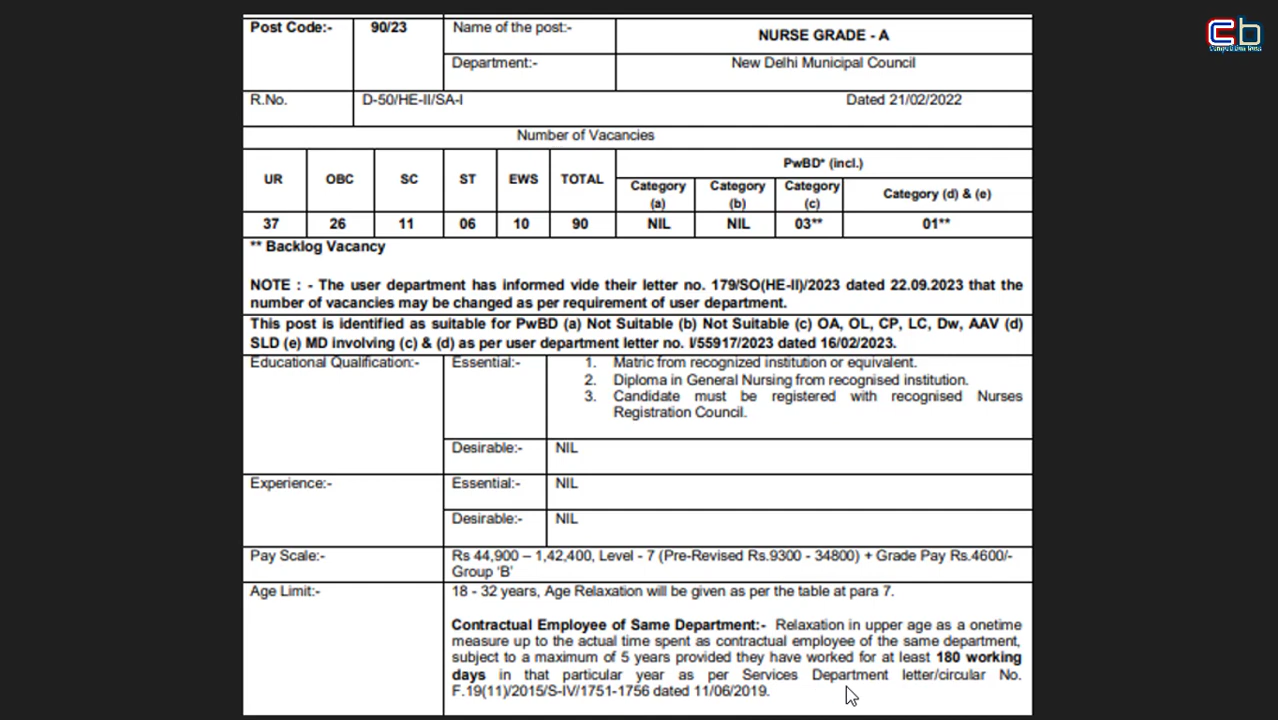 Cb
Post Code:- 90/23 Name of the post:- NURSE GRADE - A
Department:- New Delhi Municipal Council
R.No. D-50/HE-II/SA-I Dated 21/02/2022
Number of Vacancies
UR OBC SC ST EWS TOTAL PwBD* (incl.)
Category (a) Category (b) Category (c) Category (d) & (e)
37 26 11 06 10 90 NIL NIL 03** 01**
** Backlog Vacancy
NOTE : - The user department has informed vide their letter no. 179/SO(HE-II)/2023 dated 22.09.2023 that the
number of vacancies may be changed as per requirement of user department.
This post is identified as suitable for PwBD (a) Not Suitable (b) Not Suitable (c) OA, OL, CP, LC, Dw, AAV (d)
SLD (e) MD involving (c) & (d) as per user department letter no. I/55917/2023 dated 16/02/2023.
Educational Qualification:- Essential:- 1. Matric from recognized institution or equivalent.
2. Diploma in General Nursing from recognised institution.
3. Candidate must be registered with recognised Nurses
Registration Council.
Desirable:- NIL
Experience:- Essential:- NIL
Desirable:- NIL
Pay Scale:- Rs 44,900 – 1,42,400, Level - 7 (Pre-Revised Rs.9300 - 34800) + Grade Pay Rs.4600/-
Group ‘B’
Age Limit:- 18 - 32 years, Age Relaxation will be given as per the table at para 7.
Contractual Employee of Same Department:- Relaxation in upper age as a onetime
measure up to the actual time spent as contractual employee of the same department,
subject to a maximum of 5 years provided they have worked for at least 180 working
days in that particular year as per Services Department letter/circular No.
F.19(11)/2015/S-IV/1751-1756 dated 11/06/2019.